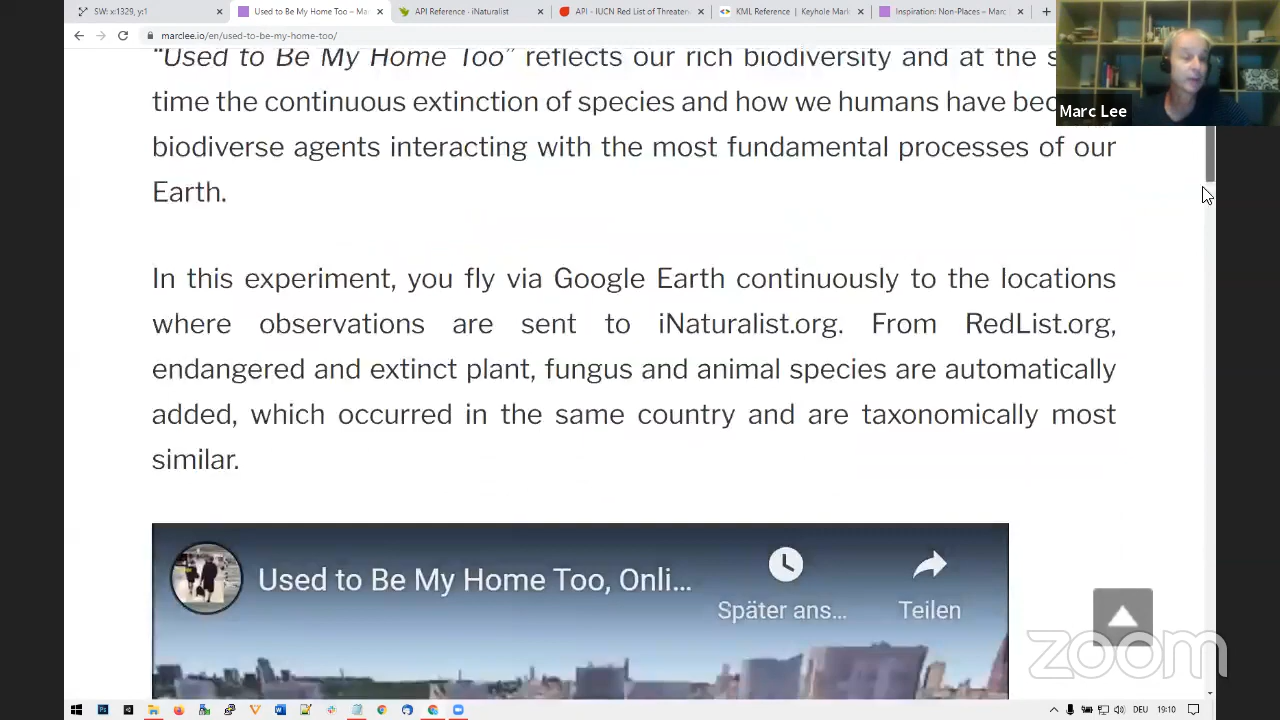 SW: x:1329, y:1
Used to Be My Home Too – Ma
API Reference · iNaturalist
API - IUCN Red List of Threaten
KML Reference | Keyhole Mark
Inspiration: Non-Places – Marc
marclee.io/en/used-to-be-my-home-too/
Marc Lee
"Used to Be My Home Too" reflects our rich biodiversity and at the s
time the continuous extinction of species and how we humans have bec
biodiverse agents interacting with the most fundamental processes of our
Earth.
In this experiment, you fly via Google Earth continuously to the locations
where observations are sent to iNaturalist.org. From RedList.org,
endangered and extinct plant, fungus and animal species are automatically
added, which occurred in the same country and are taxonomically most
similar.
Used to Be My Home Too, Onli...
Später ans...
Teilen
zoom
DEU
19:10